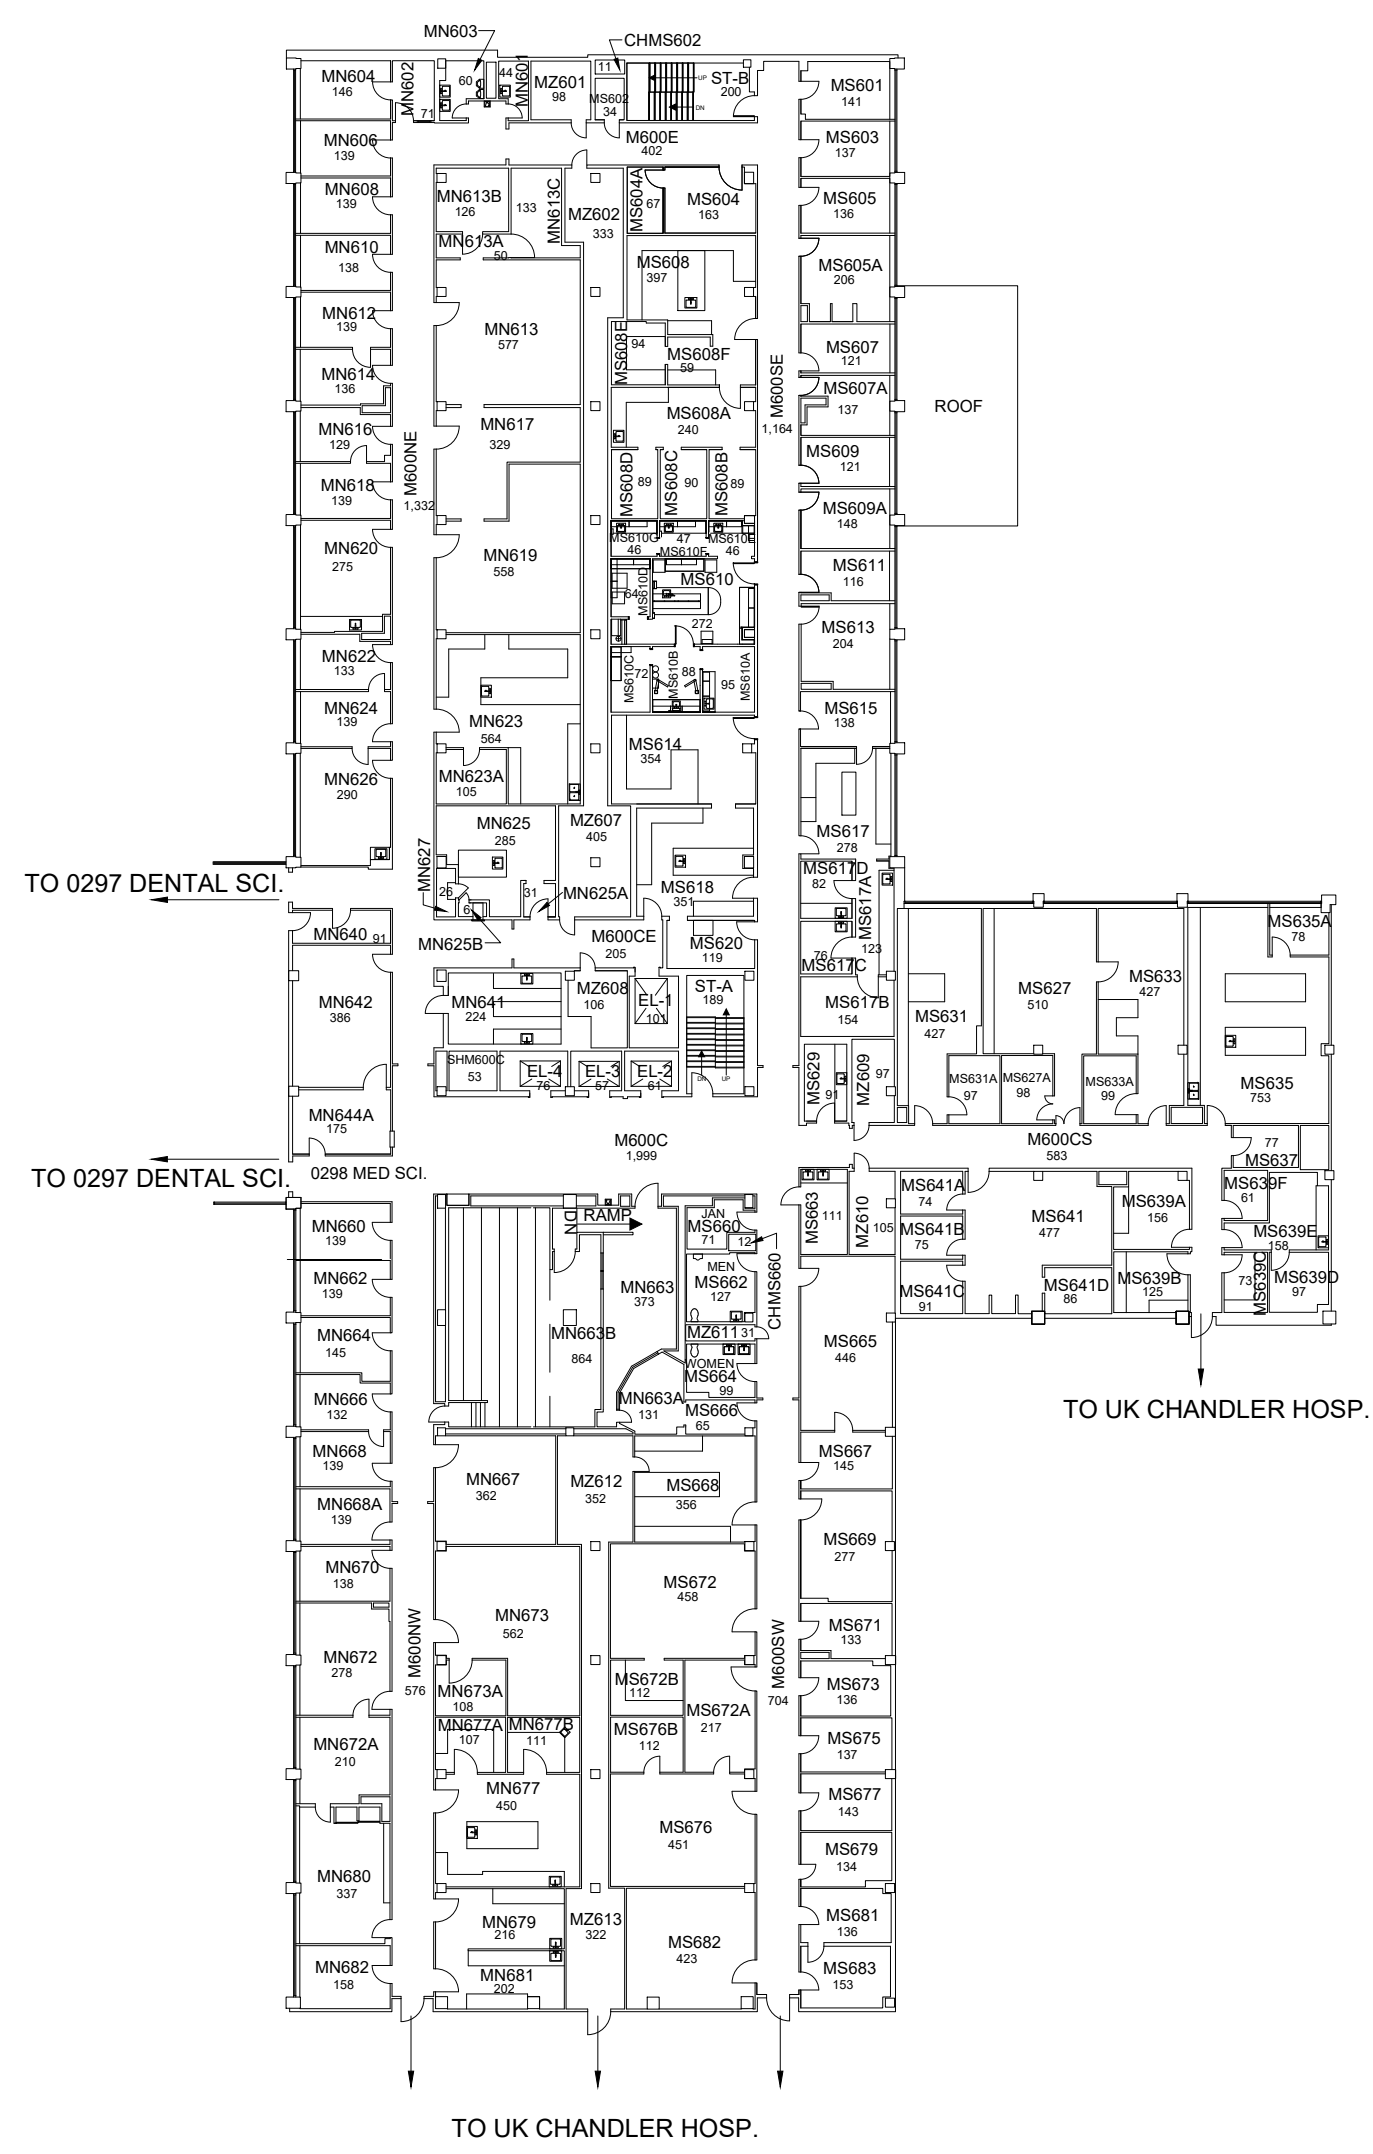 MN603
CHMS602
MN604
146
MN602
71
60
44
MN601
MZ601
98
11
MS602
34
UP
DN
ST-B
200
MS601
141
MN606
139
M600E
402
MS603
137
MN608
139
MN613B
126
133
MN613C
MZ602
333
MS604A
67
MS604
163
MS605
136
MN610
138
MN613A
50
MS608
397
MS605A
206
MN612
139
MN613
577
MS608E
94
MS608F
59
MS607
121
MN614
136
M600SE
1,164
MS607A
137
ROOF
MN616
129
MN617
329
MS608A
240
MS609
121
M600NE
1,332
MN618
139
MS608D
89
MS608C
90
MS608B
89
MS609A
148
MN620
275
MN619
558
MS610G
46
47
MS610F
MS610E
46
MS611
116
64
MS610D
MS610
272
MS613
204
MN622
133
MS610C
72
MS610B
88
95
MS610A
MN624
139
MN623
564
MS615
138
MS614
354
MN626
290
MN623A
105
MS617
278
MN627
MN625
285
MZ607
405
MS617D
82
MS617A
123
TO 0297 DENTAL SCI.
26
6
31
MN625A
MS618
351
MN640
91
MN625B
M600CE
205
MS620
119
76
MS617C
MS635A
78
MN642
386
MN641
224
MZ608
106
EL-1
101
ST-A
189
MS617B
154
MS631
427
MS627
510
MS633
427
SHM600C
53
EL-4
76
EL-3
57
EL-2
61
DN
UP
MS629
91
MZ609
97
MS631A
97
MS627A
98
MS633A
99
MS635
753
MN644A
175
M600C
1,999
M600CS
583
77
MS637
TO 0297 DENTAL SCI.
0298 MED SCI.
MN660
139
DN
RAMP
JAN
MS660
71
12
MS663
111
MZ610
105
MS641A
74
MS641B
75
MS641
477
MS639A
156
MS639F
61
MS639E
158
MN662
139
MN663
373
MEN
MS662
127
CHMS660
MS641C
91
MS641D
86
MS639B
125
73
MS639C
MS639D
97
MN664
145
MN663B
864
MZ611
31
MS665
446
WOMEN
MS664
99
MN666
132
MN663A
131
MS666
65
TO UK CHANDLER HOSP.
MN668
139
MN667
362
MZ612
352
MS668
356
MS667
145
MN668A
139
MS669
277
MN670
138
MS672
458
MN673
562
M600NW
576
M600SW
704
MS671
133
MN672
278
MN673A
108
MS672B
112
MS672A
217
MS673
136
MN672A
210
MN677A
107
MN677B
111
MS676B
112
MS675
137
MN677
450
MS676
451
MS677
143
MN680
337
MS679
134
MN679
216
MZ613
322
MS682
423
MS681
136
MN682
158
MN681
202
MS683
153
TO UK CHANDLER HOSP.